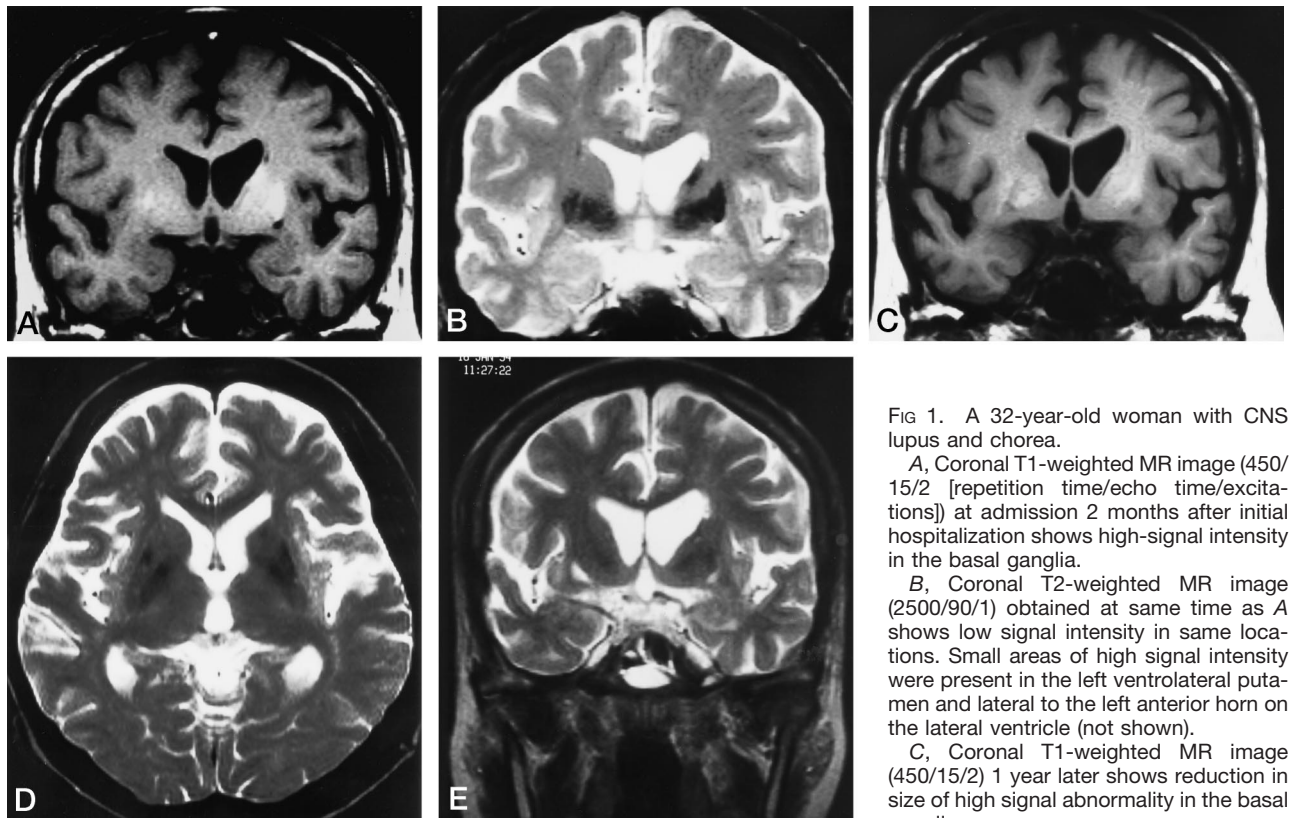 A
B
C
11:27:22
D
E
FIG 1. A 32-year-old woman with CNS
lupus and chorea.
A, Coronal T1-weighted MR image (450/
15/2 [repetition time/echo time/excita-
tions]) at admission 2 months after initial
hospitalization shows high-signal intensity
in the basal ganglia.
B, Coronal T2-weighted MR image
(2500/90/1) obtained at same time as A
shows low signal intensity in same loca-
tions. Small areas of high signal intensity
were present in the left ventrolateral puta-
men and lateral to the left anterior horn on
the lateral ventricle (not shown).
C, Coronal T1-weighted MR image
(450/15/2) 1 year later shows reduction in
size of high signal abnormality in the basal